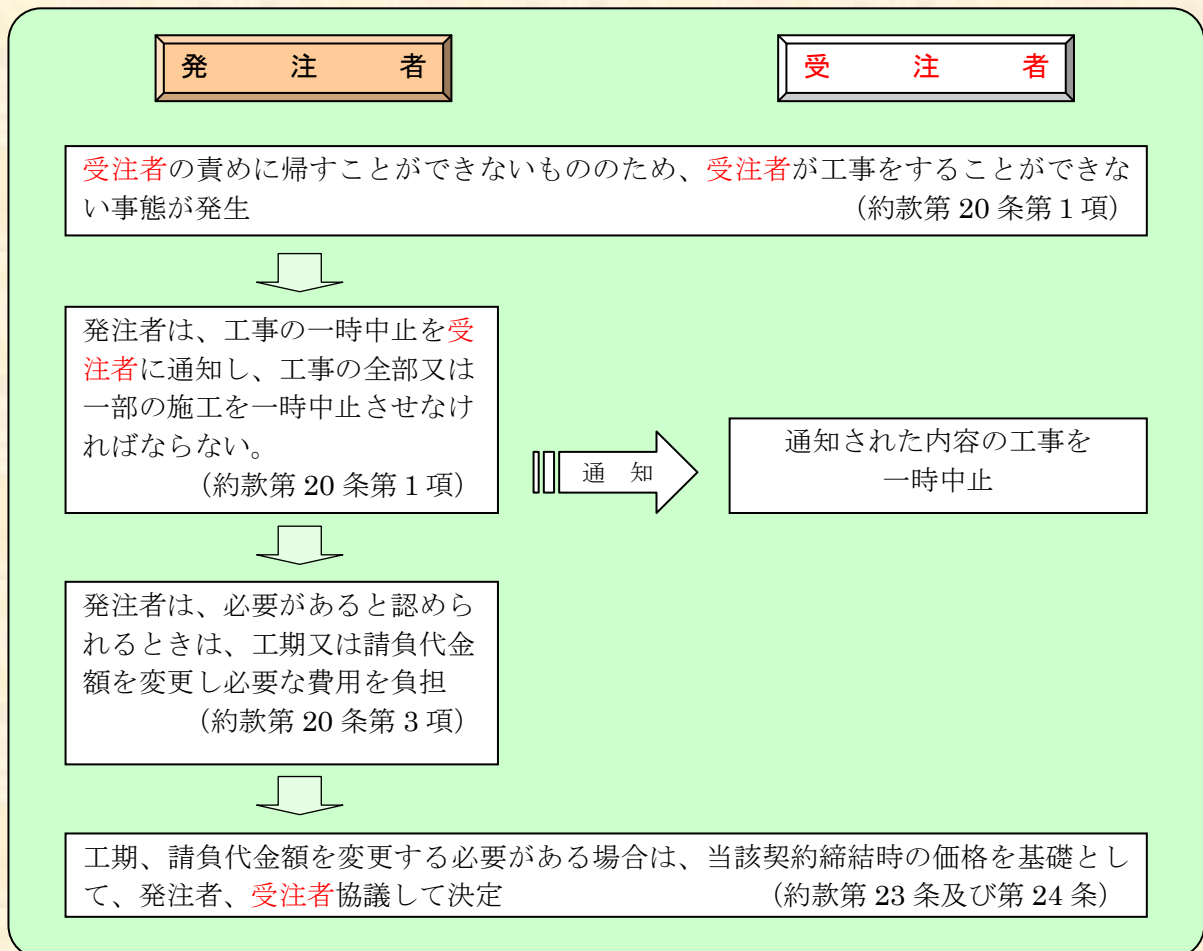 発注者
受注者
受注者の責めに帰すことができないもののため、受注者が工事をすることができな
い事態が発生 （約款第 20 条第 1 項）
発注者は、工事の一時中止を受
注者に通知し、工事の全部又は
一部の施工を一時中止させなけ
ればならない。
（約款第 20 条第 1 項）
通 知
通知された内容の工事を
一時中止
発注者は、必要があると認めら
れるときは、工期又は請負代金
額を変更し必要な費用を負担
（約款第 20 条第 3 項）
工期、請負代金額を変更する必要がある場合は、当該契約締結時の価格を基礎とし
て、発注者、受注者協議して決定 （約款第 23 条及び第 24 条）